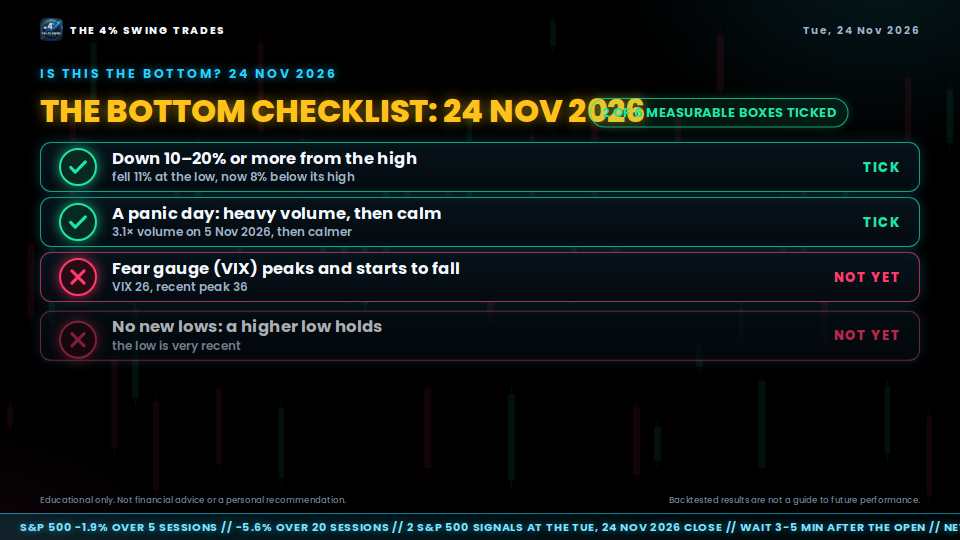 THE 4% SWING TRADES
Tue, 24 Nov 2026
IS THIS THE BOTTOM? 24 NOV 2026
THE BOTTOM CHECKLIST: 24 NOV 2026
MEASURABLE BOXES TICKED
Down 10–20% or more from the high
fell 11% at the low, now 8% below its high
TICK
A panic day: heavy volume, then calm
3.1× volume on 5 Nov 2026, then calmer
TICK
Fear gauge (VIX) peaks and starts to fall
VIX 26, recent peak 36
NOT YET
No new lows: a higher low holds
the low is very recent
NOT YET
Educational only. Not financial advice or a personal recommendation.
Backtested results are not a guide to future performance.
S&P 500 -1.9% OVER 5 SESSIONS // -5.6% OVER 20 SESSIONS // 2 S&P 500 SIGNALS AT THE TUE, 24 NOV 2026 CLOSE // WAIT 3-5 MIN AFTER THE OPEN //